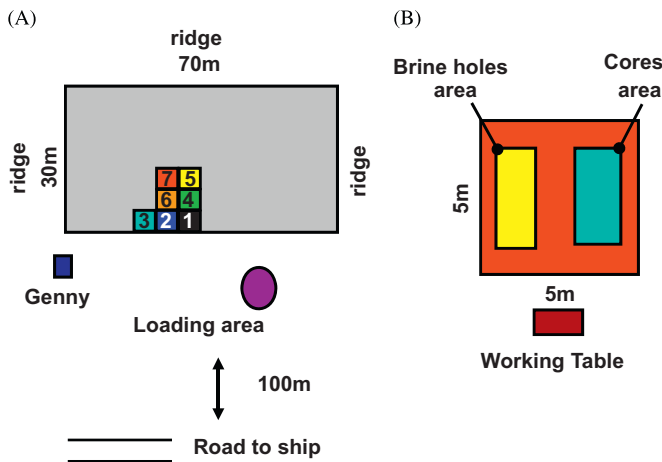 (A)
ridge
70m
ridge
30m
ridge
7 5
6 4
3 2 1
Genny
Loading area
100m
Road to ship
(B)
Brine holes
area
Cores
area
5m
5m
Working Table